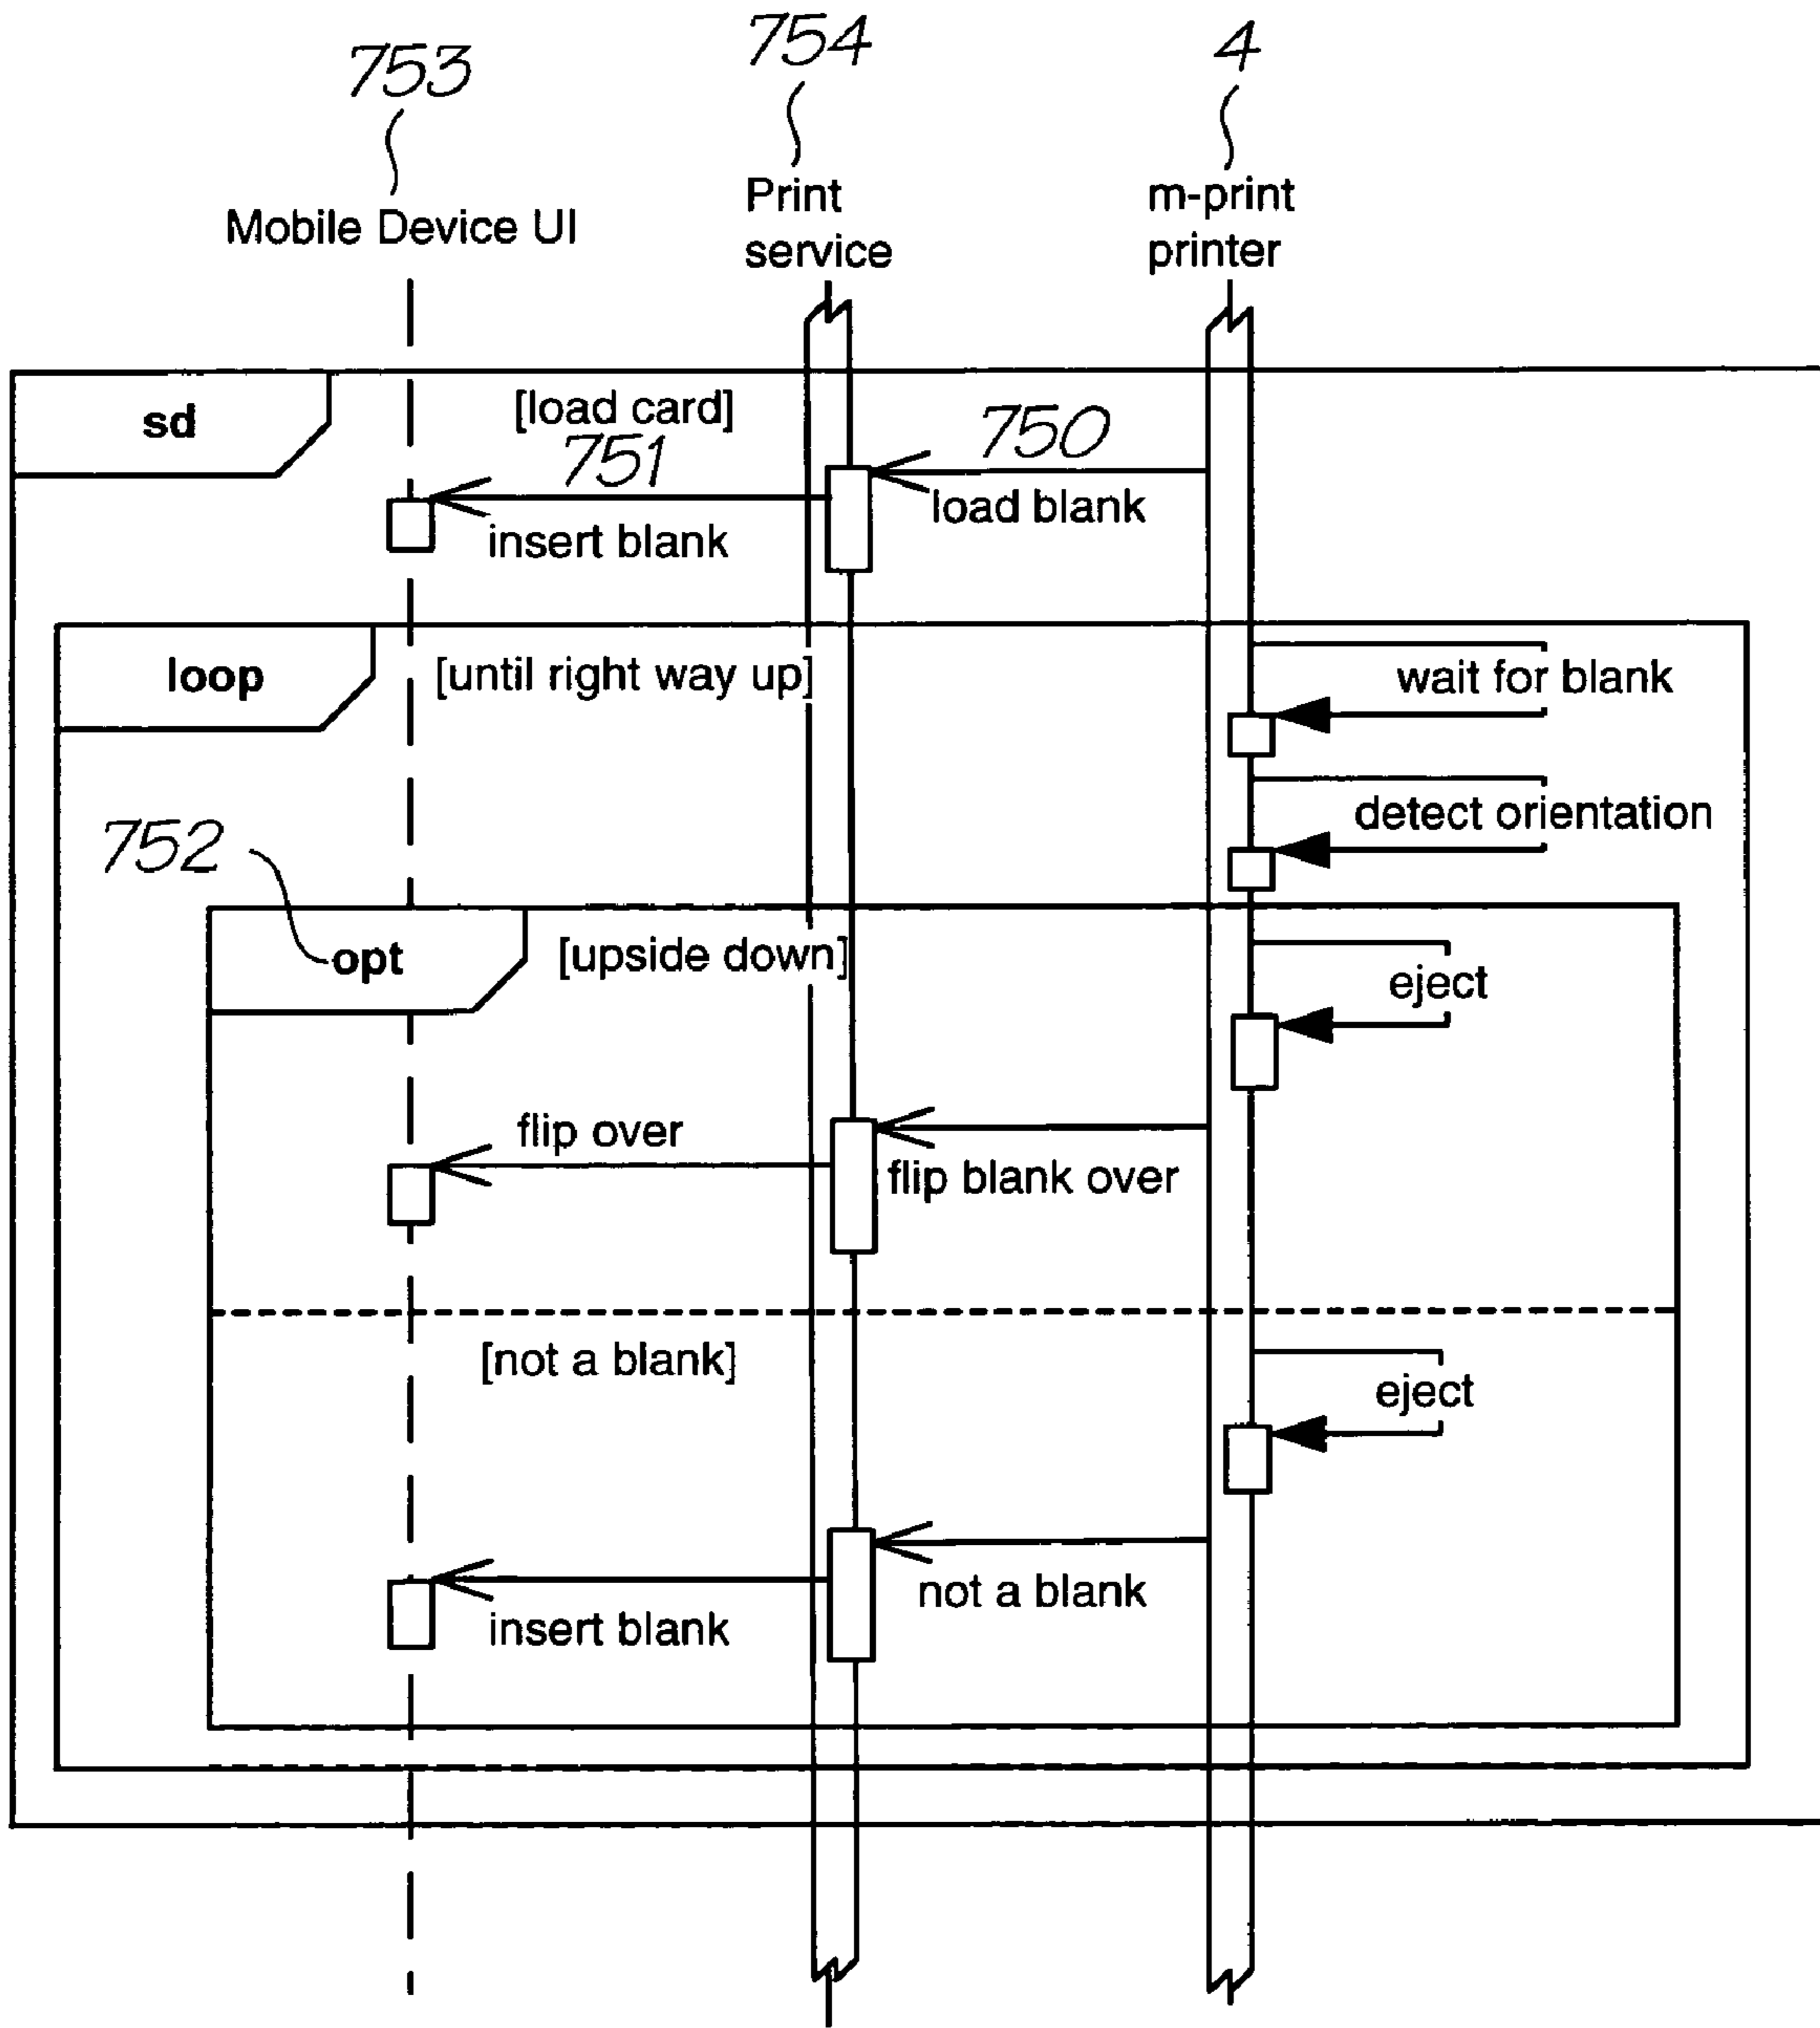 753
754
4
Mobile Device UI
Print
service
m-print
printer
sd
[load card]
751
750
insert blank
load blank
loop
[until right way up]
wait for blank
detect orientation
752
opt
[upside down]
eject
flip over
flip blank over
[not a blank]
eject
not a blank
insert blank